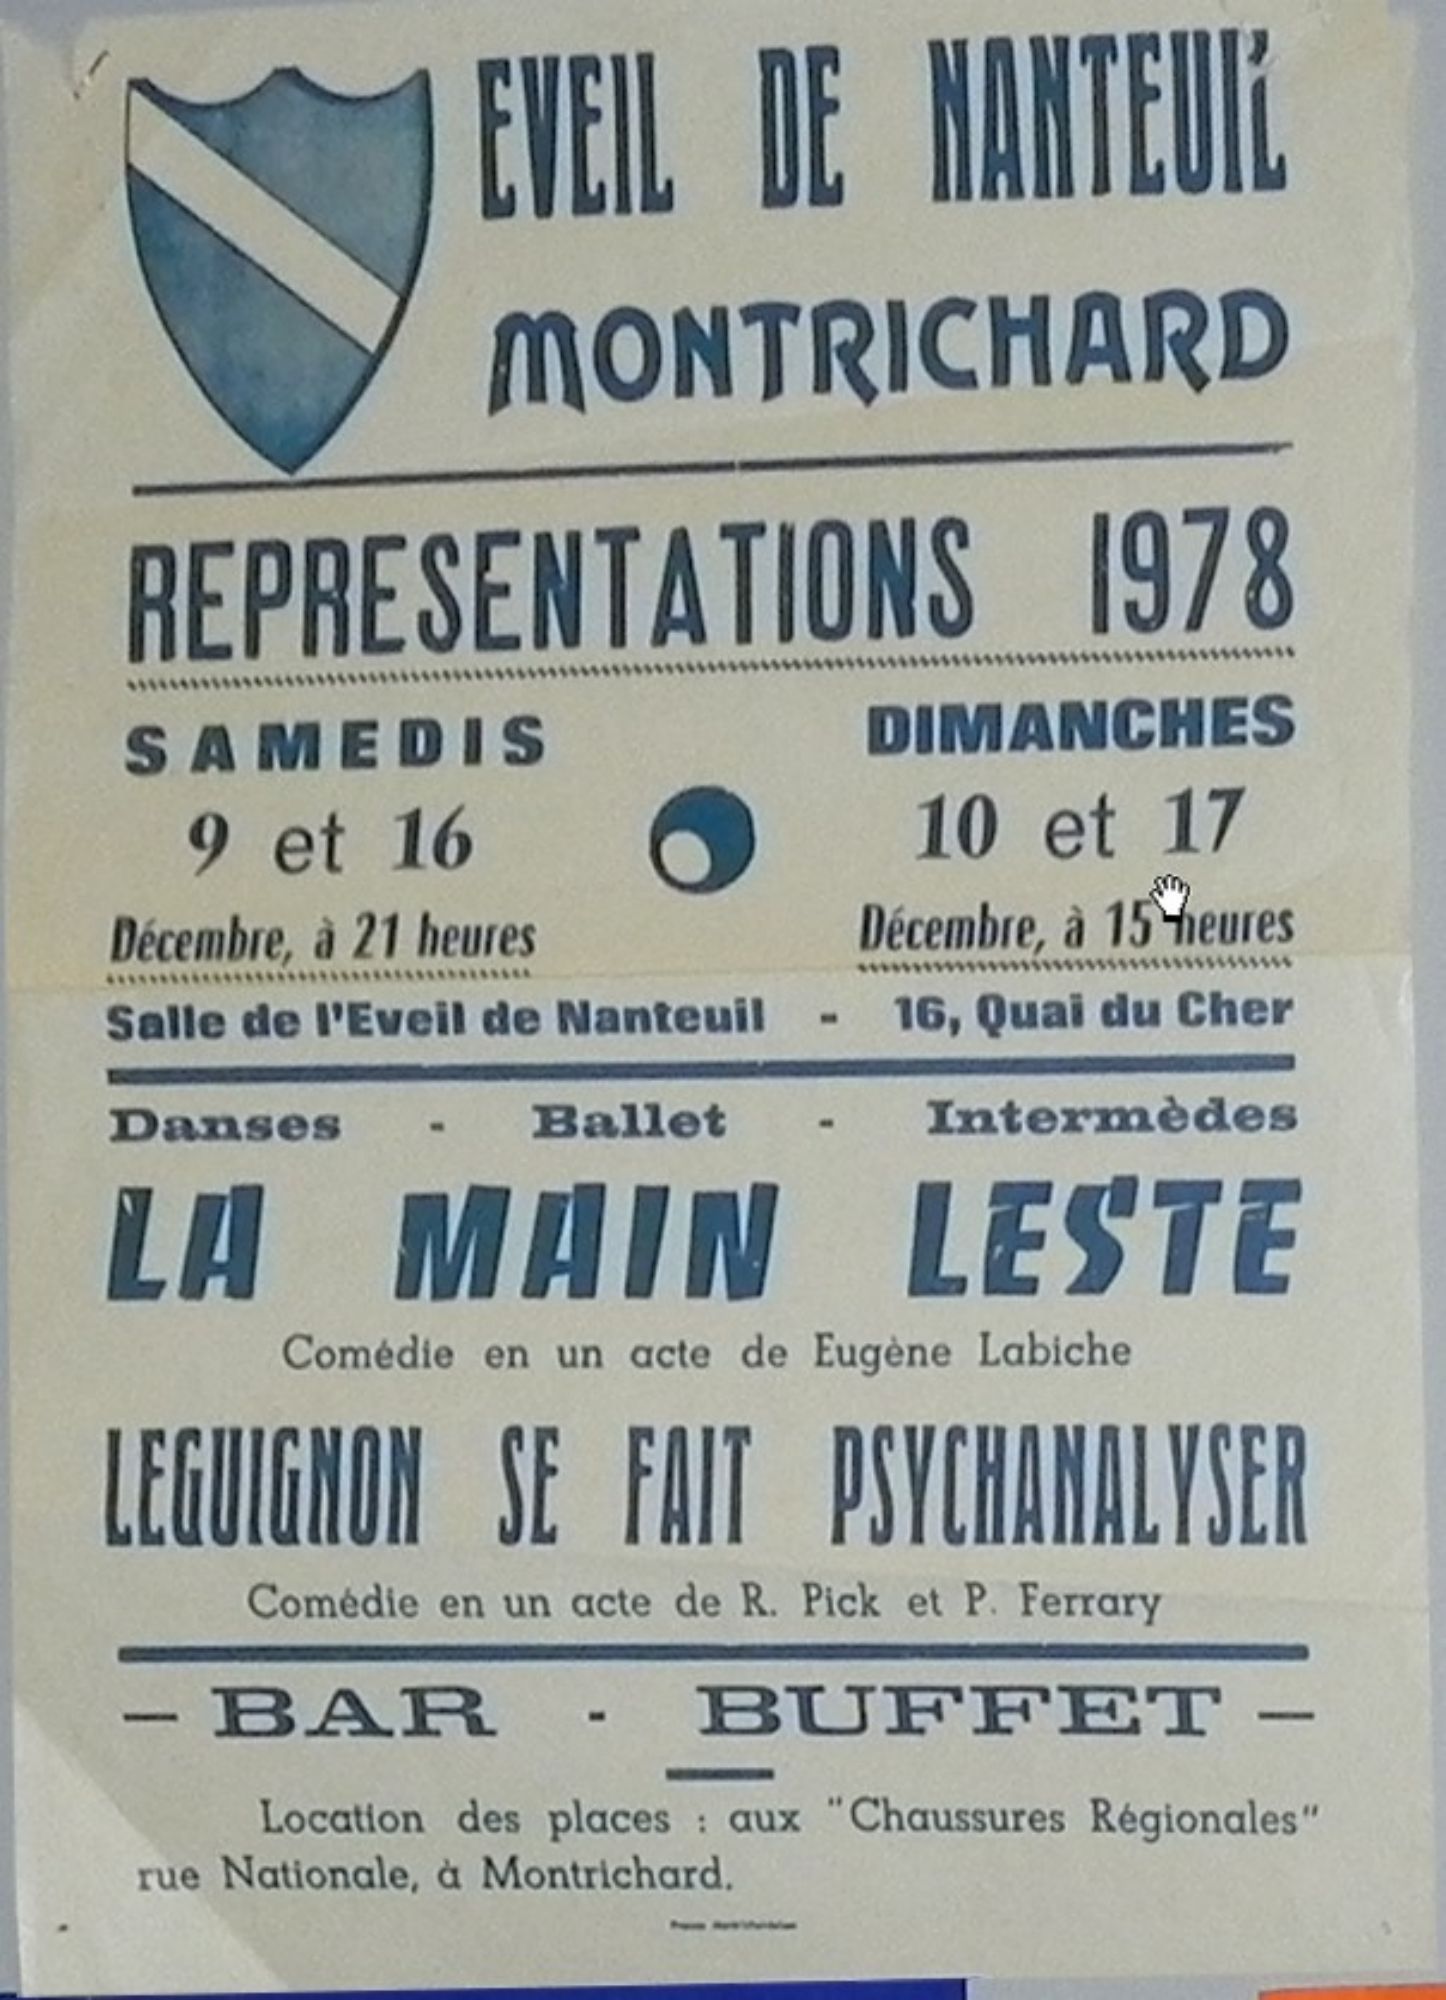 EVEIL DE NANTEUIL
MONTRICHARD
REPRESENTATIONS 1978
SAMEDIS
9 et 16
Décembre, à 21 heures
DIMANCHES
10 et 17
Décembre, à 15 heures
Salle de l'Eveil de Nanteuil - 16, Quai du Cher
Danses - Ballet - Intermèdes
LA MAIN LESTE
Comédie en un acte de Eugène Labiche
LEGUIGNON SE FAIT PSYCHANALYSER
Comédie en un acte de R. Pick et P. Ferrary
— BAR - BUFFET —
Location des places : aux "Chaussures Régionales"
rue Nationale, à Montrichard.